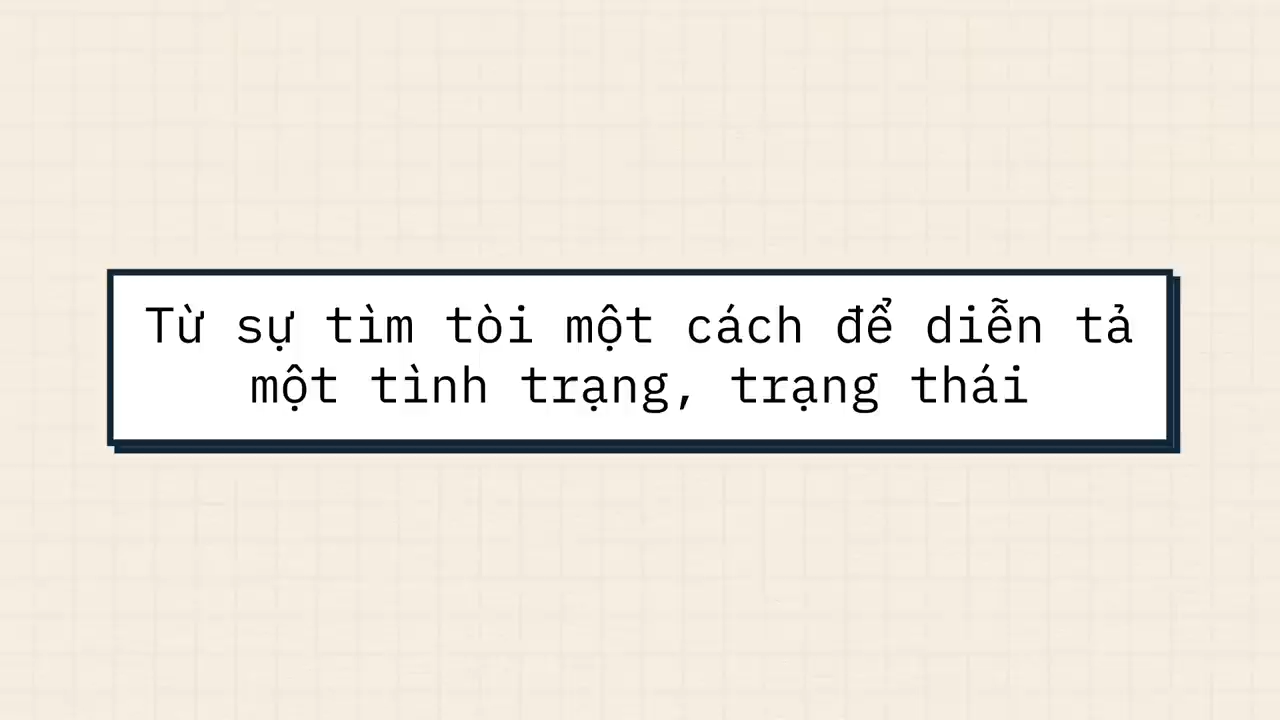 Từ sự tìm tòi một cách để diễn tả
một tình trạng, trạng thái